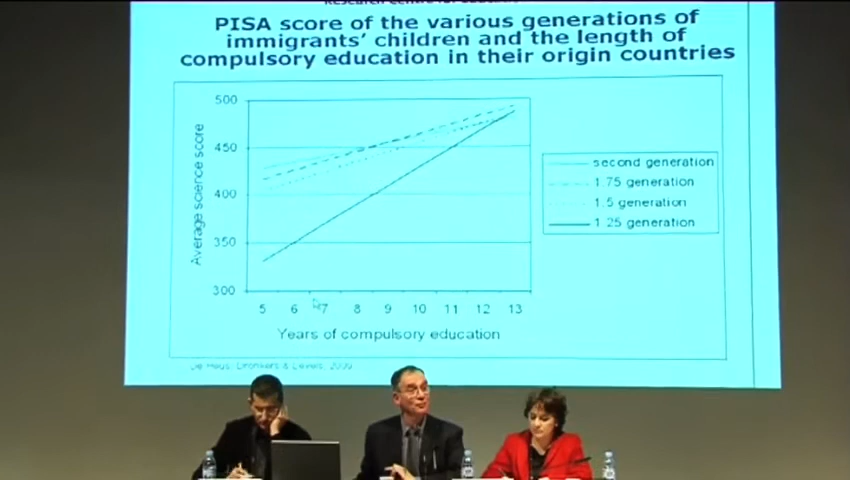 PISA score of the various generations of
immigrants' children and the length of
compulsory education in their origin countries
500
450
400
350
300
Average science score
5 6 7 8 9 10 11 12 13
Years of compulsory education
second generation
1.75 generation
1.5 generation
1.25 generation